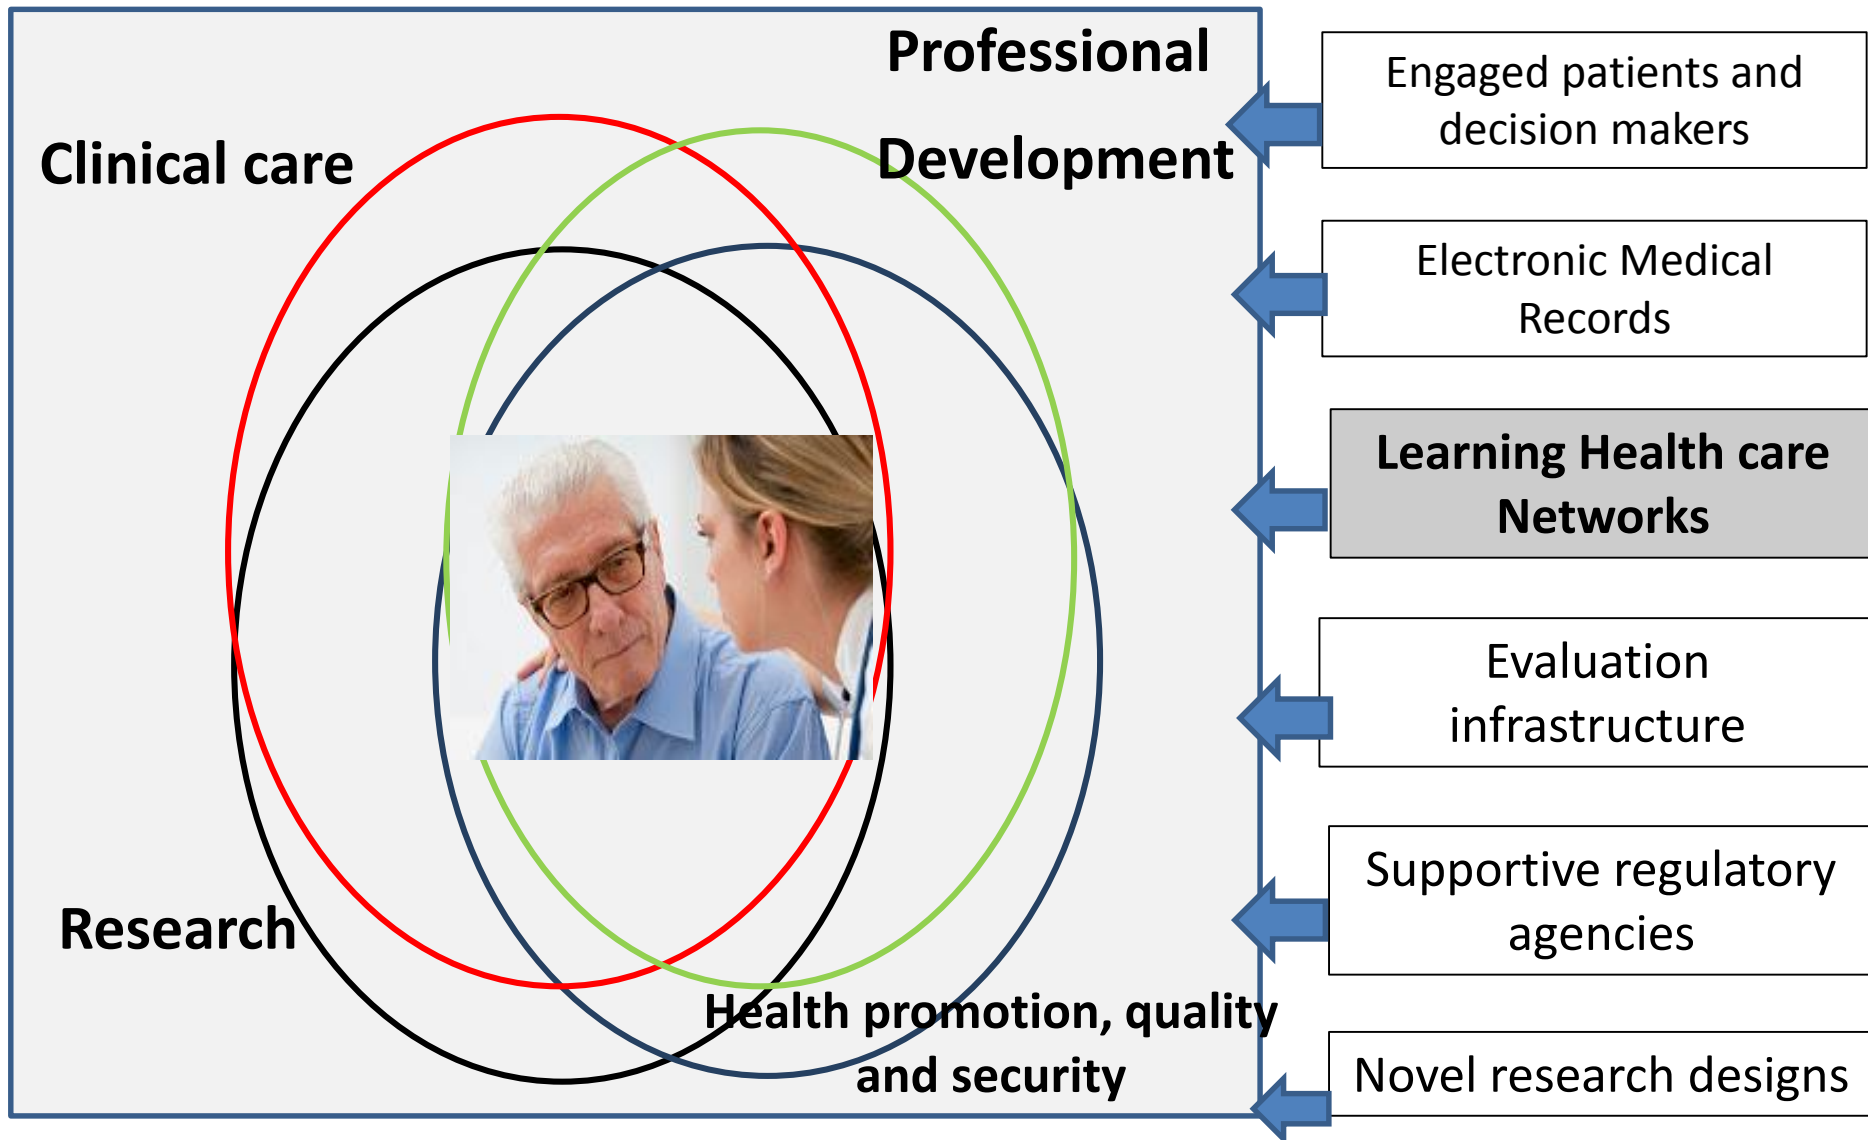 Professional
Development
Clinical care
Research
Health promotion, quality
and security
Engaged patients and
decision makers
Electronic Medical
Records
Learning Health care
Networks
Evaluation
infrastructure
Supportive regulatory
agencies
Novel research designs